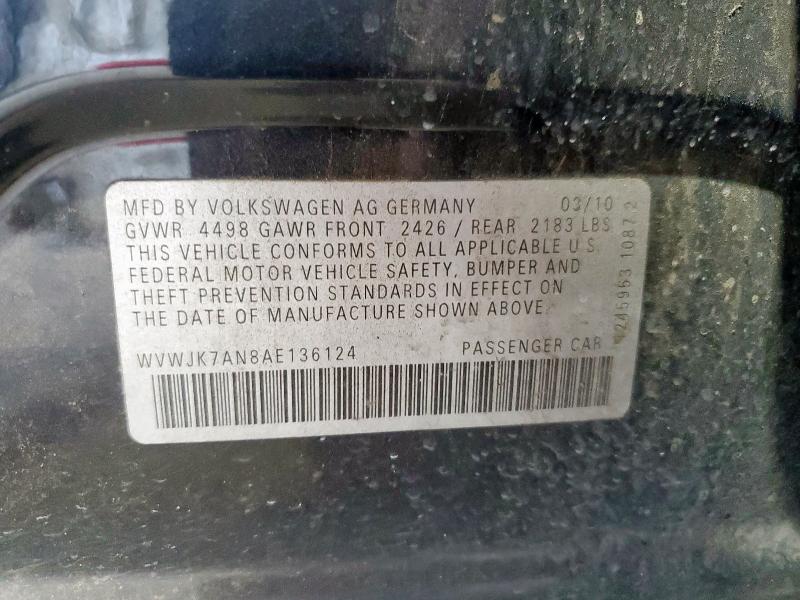 MFD BY VOLKSWAGEN AG GERMANY 03/10
GVWR 4498 GAWR FRONT 2426 / REAR 2183 LBS
THIS VEHICLE CONFORMS TO ALL APPLICABLE U.S.
FEDERAL MOTOR VEHICLE SAFETY, BUMPER AND
THEFT PREVENTION STANDARDS IN EFFECT ON
THE DATE OF MANUFACTURE SHOWN ABOVE.
WVWJK7AN8AE136124 PASSENGER CAR
10872